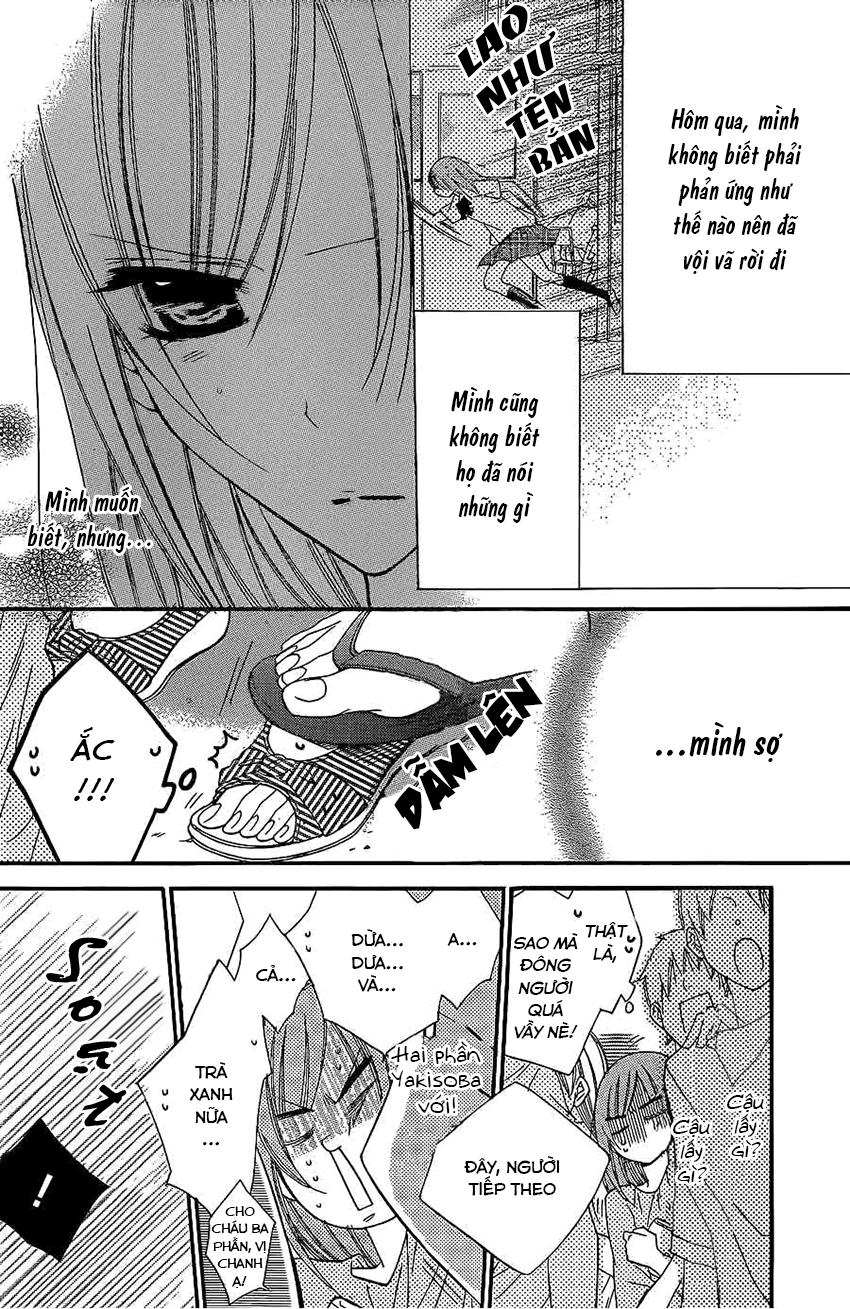 Hôm qua, mình
không biết phải
phản ứng như
thế nào nên đã
vội vã rời đi
LAO
NHƯ
TÊN
BẮN
Mình cũng
không biết
họ đã nói
những gì
Mình muốn
biết, nhưng...
...mình sợ
DẪM LÊN
ẮC
!!!
THẬT
LÀ,
SAO MÀ
ĐÔNG
NGƯỜI
QUÁ
VẦY NÈ!
Cậu
lấy
gì?
Cậu
lấy
gì?
ĐÂY, NGƯỜI
TIẾP THEO
Hai phần
Yakisoba
với!
A...
DỪA...
DƯA...
VÀ...
CẢ...
TRÀ
XANH
NỮA
...
CHO
CHÁU BA
PHẦN, VỊ
CHANH
Ạ!
!